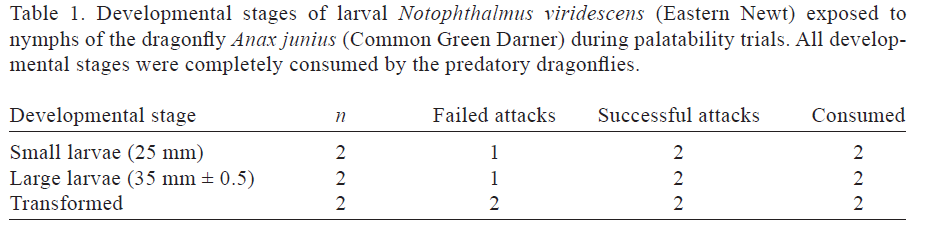 Table 1. Developmental stages of larval Notophthalmus viridescens (Eastern Newt) exposed to
nymphs of the dragonfly Anax junius (Common Green Darner) during palatability trials. All develop-
mental stages were completely consumed by the predatory dragonflies.
Developmental stage n Failed attacks Successful attacks Consumed
Small larvae (25 mm) 2 1 2 2
Large larvae (35 mm ± 0.5) 2 1 2 2
Transformed 2 2 2 2